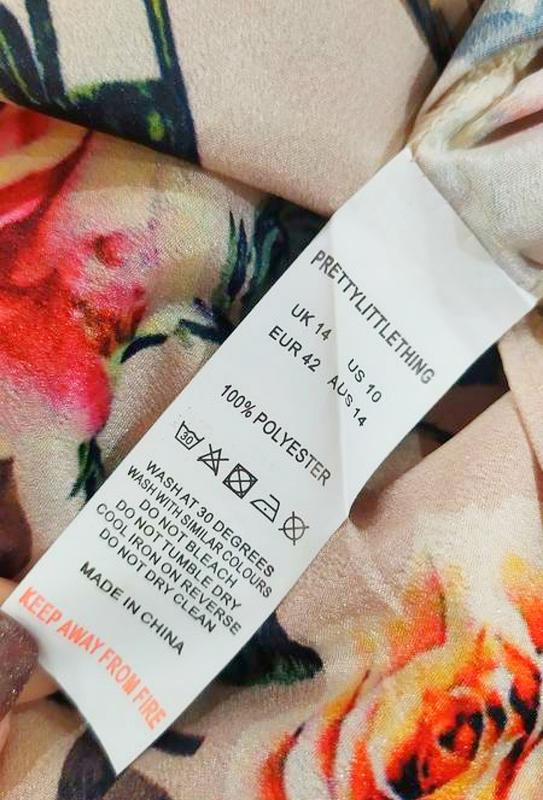 PRETTYLITTLETHING
UK 14 US 10
EUR 42 AUS 14
100% POLYESTER
30
WASH AT 30 DEGREES
WASH WITH SIMILAR COLOURS
DO NOT BLEACH
DO NOT TUMBLE DRY
COOL IRON ON REVERSE
DO NOT DRY CLEAN
MADE IN CHINA
KEEP AWAY FROM FIRE